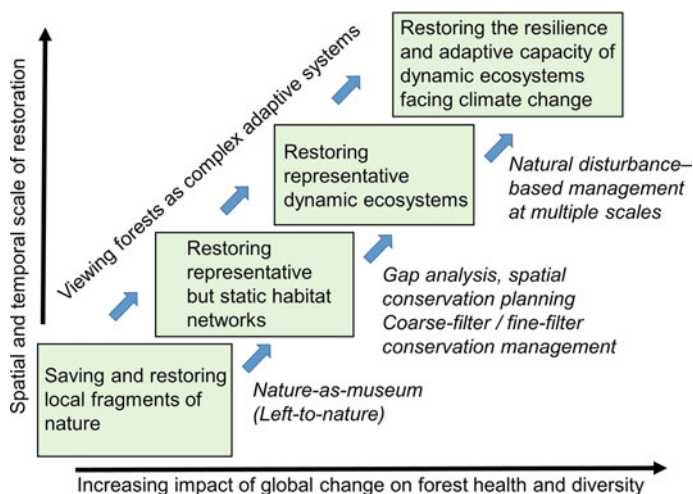 Restoring the resilience
and adaptive capacity of
dynamic ecosystems
facing climate change
Restoring
representative
dynamic ecosystems
Natural disturbance–
based management
at multiple scales
Restoring
representative
but static habitat
networks
Gap analysis, spatial
conservation planning
Coarse-filter / fine-filter
conservation management
Saving and restoring
local fragments of
nature
Nature-as-museum
(Left-to-nature)
Viewing forests as complex adaptive systems
Spatial and temporal scale of restoration
Increasing impact of global change on forest health and diversity